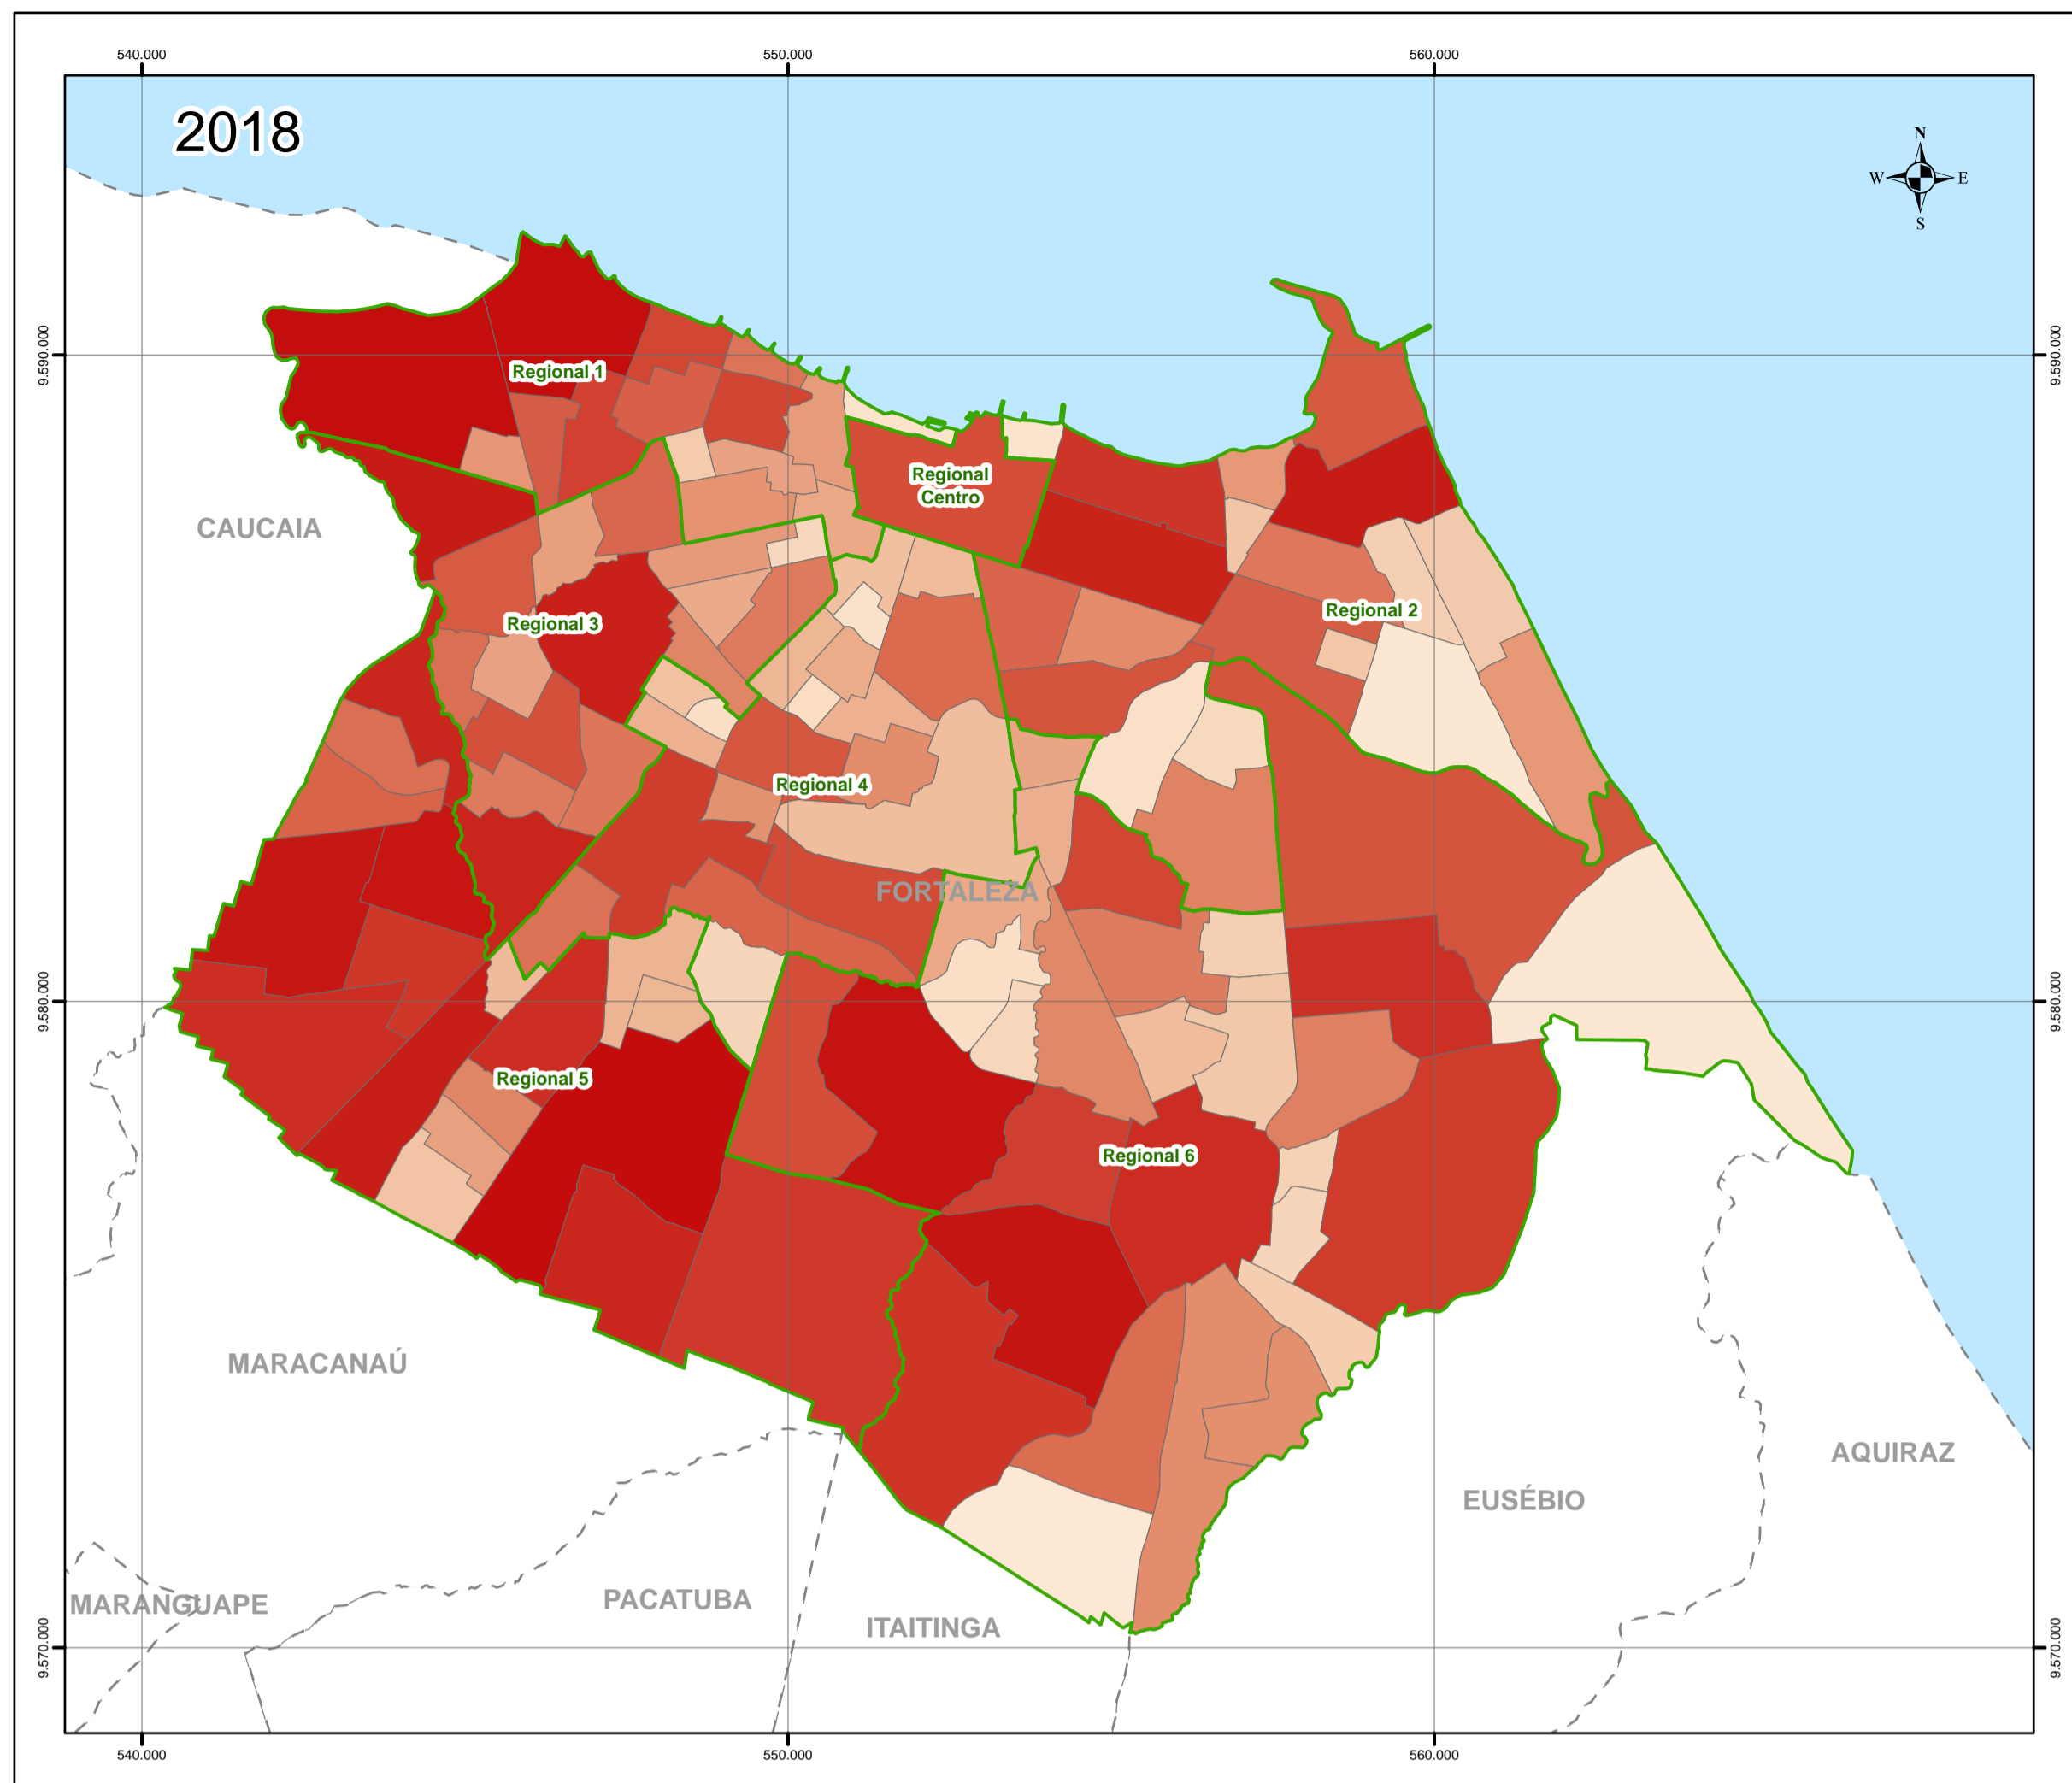 540.000
550.000
560.000
2018
N
W
E
S
9.590.000
9.590.000
Regional 1
Regional
Centro
CAUCAIA
Regional 2
Regional 3
Regional 4
FORTALEZA
9.580.000
9.580.000
Regional 5
Regional 6
MARACANAÚ
AQUIRAZ
EUSÉBIO
PACATUBA
MARANGUAPE
ITAITINGA
9.570.000
9.570.000
540.000
550.000
560.000